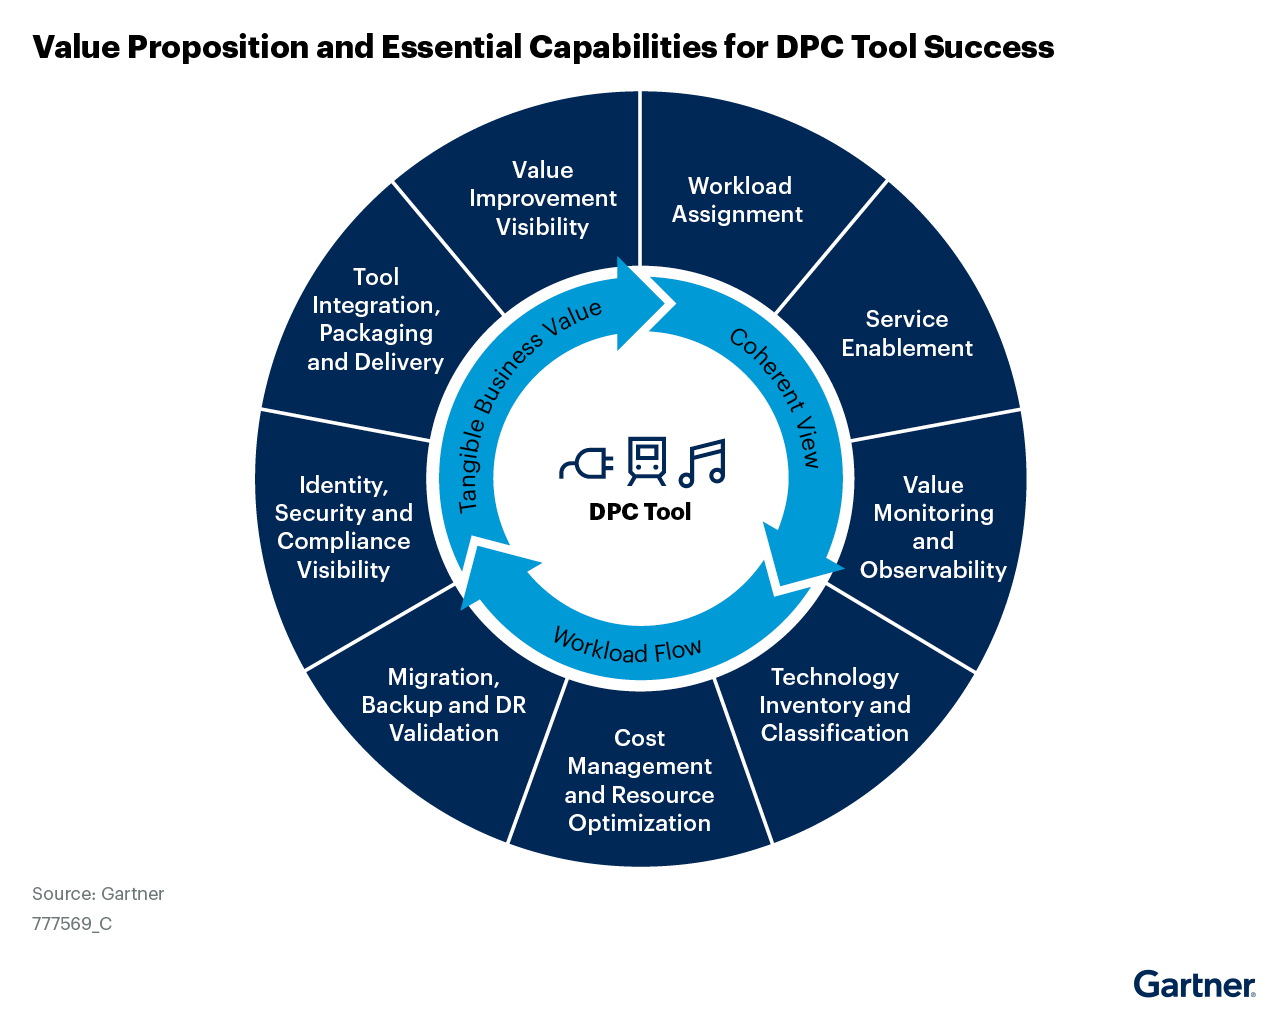 Value Proposition and Essential Capabilities for DPC Tool Success
Value
Improvement
Visibility
Workload
Assignment
Service
Enablement
Value
Monitoring
and
Observability
Technology
Inventory and
Classification
Cost
Management
and Resource
Optimization
Migration,
Backup and DR
Validation
Identity,
Security and
Compliance
Visibility
Tool
Integration,
Packaging
and Delivery
Tangible Business Value
Coherent View
Workload Flow
DPC Tool
Source: Gartner
777569_C
Gartner®